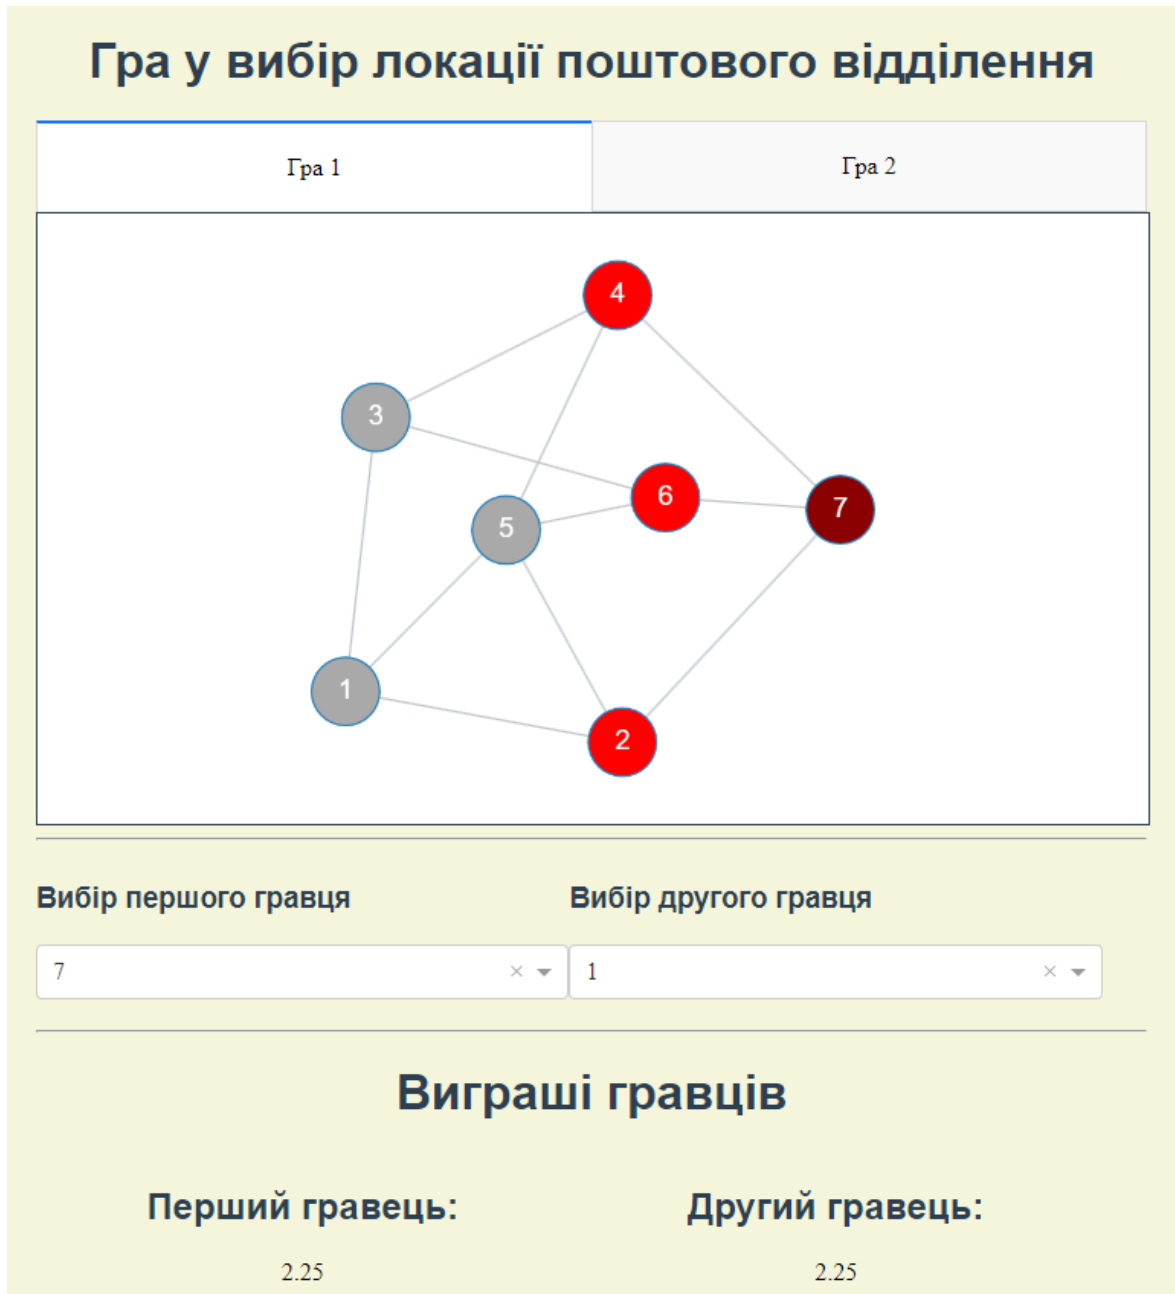 Гра у вибір локації поштового відділення
Гра 1
Гра 2
4
3
6
7
5
1
2
Вибір першого гравця
Вибір другого гравця
7 ×
1 ×
Виграші гравців
Перший гравець:
Другий гравець:
2.25
2.25